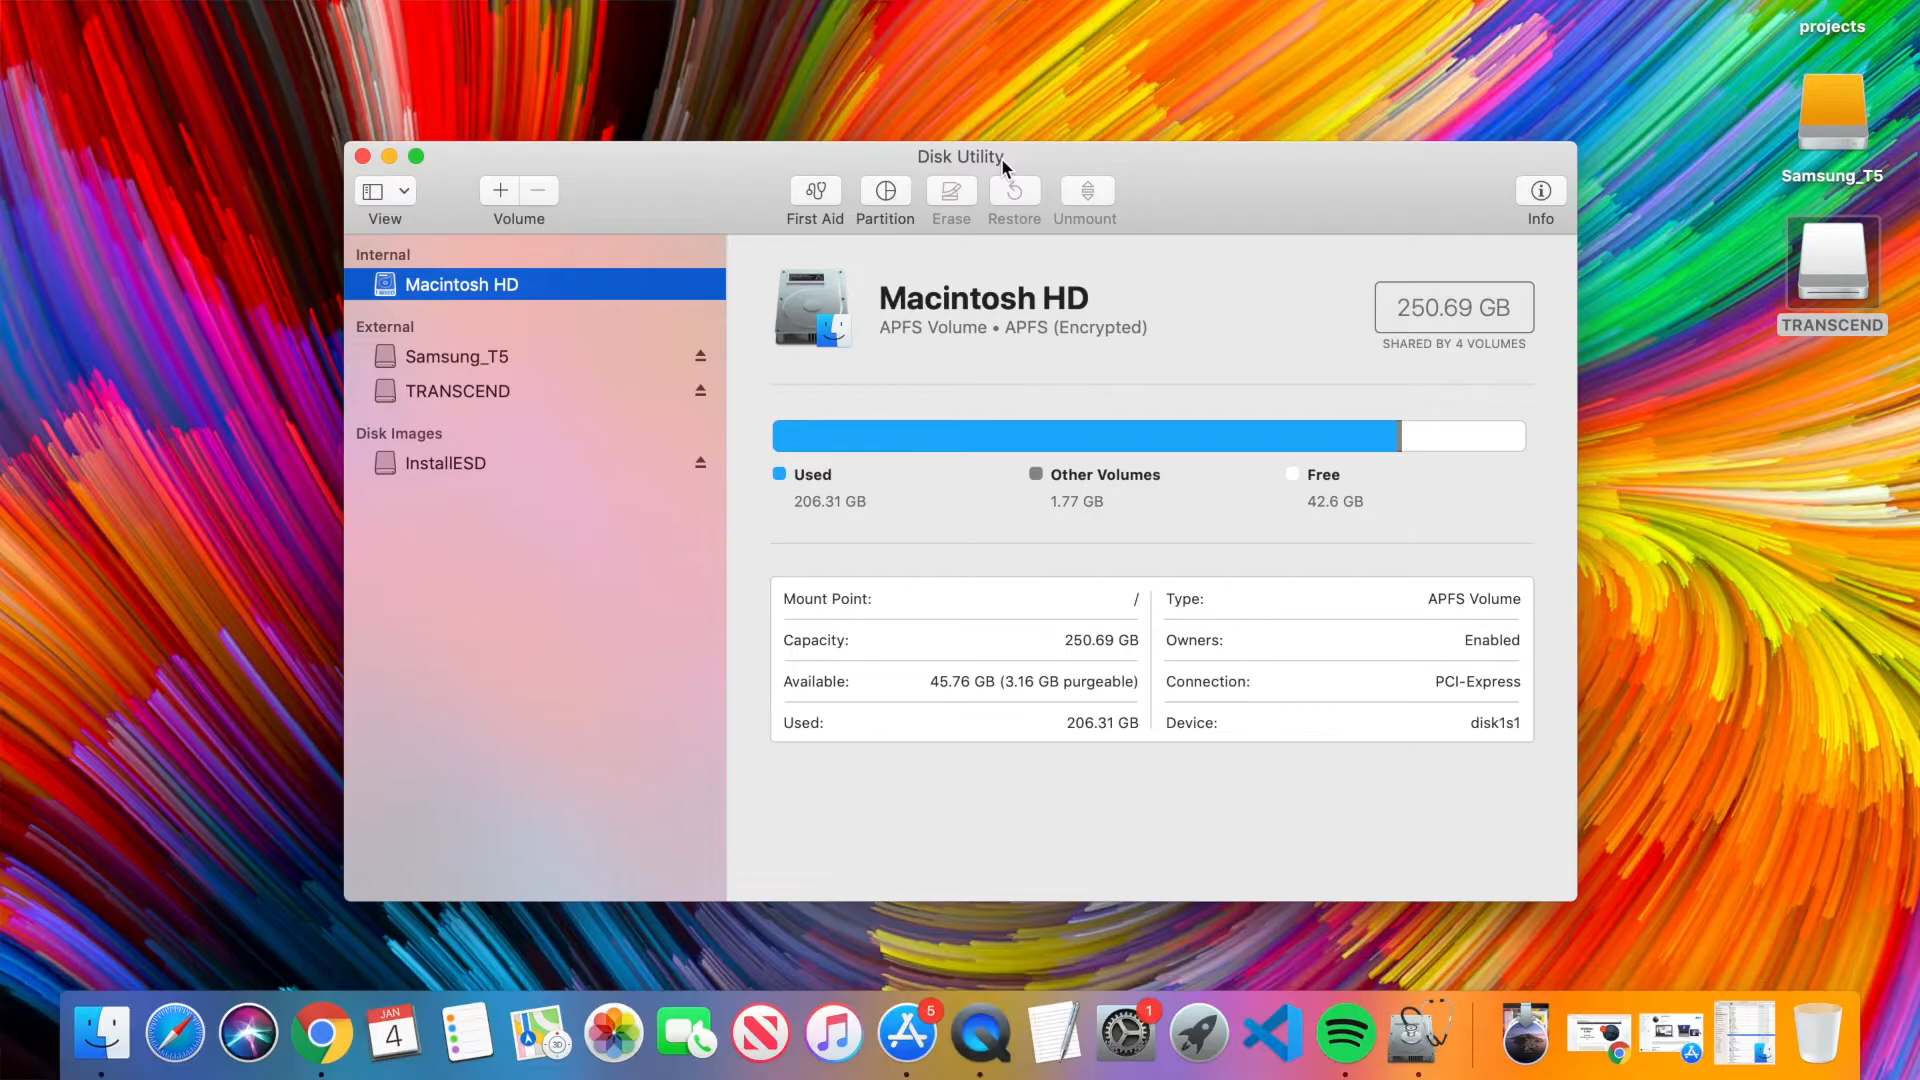 projects
Samsung_T5
TRANSCEND
Disk Utility
View
Volume
First Aid
Partition
Erase
Restore
Unmount
Info
Internal
Macintosh HD
External
Samsung_T5
TRANSCEND
Disk Images
InstallESD
Macintosh HD
APFS Volume • APFS (Encrypted)
250.69 GB
SHARED BY 4 VOLUMES
Used
206.31 GB
Other Volumes
1.77 GB
Free
42.6 GB
Mount Point: /
Capacity: 250.69 GB
Available: 45.76 GB (3.16 GB purgeable)
Used: 206.31 GB
Type: APFS Volume
Owners: Enabled
Connection: PCI-Express
Device: disk1s1
JAN
4
3D
5
1